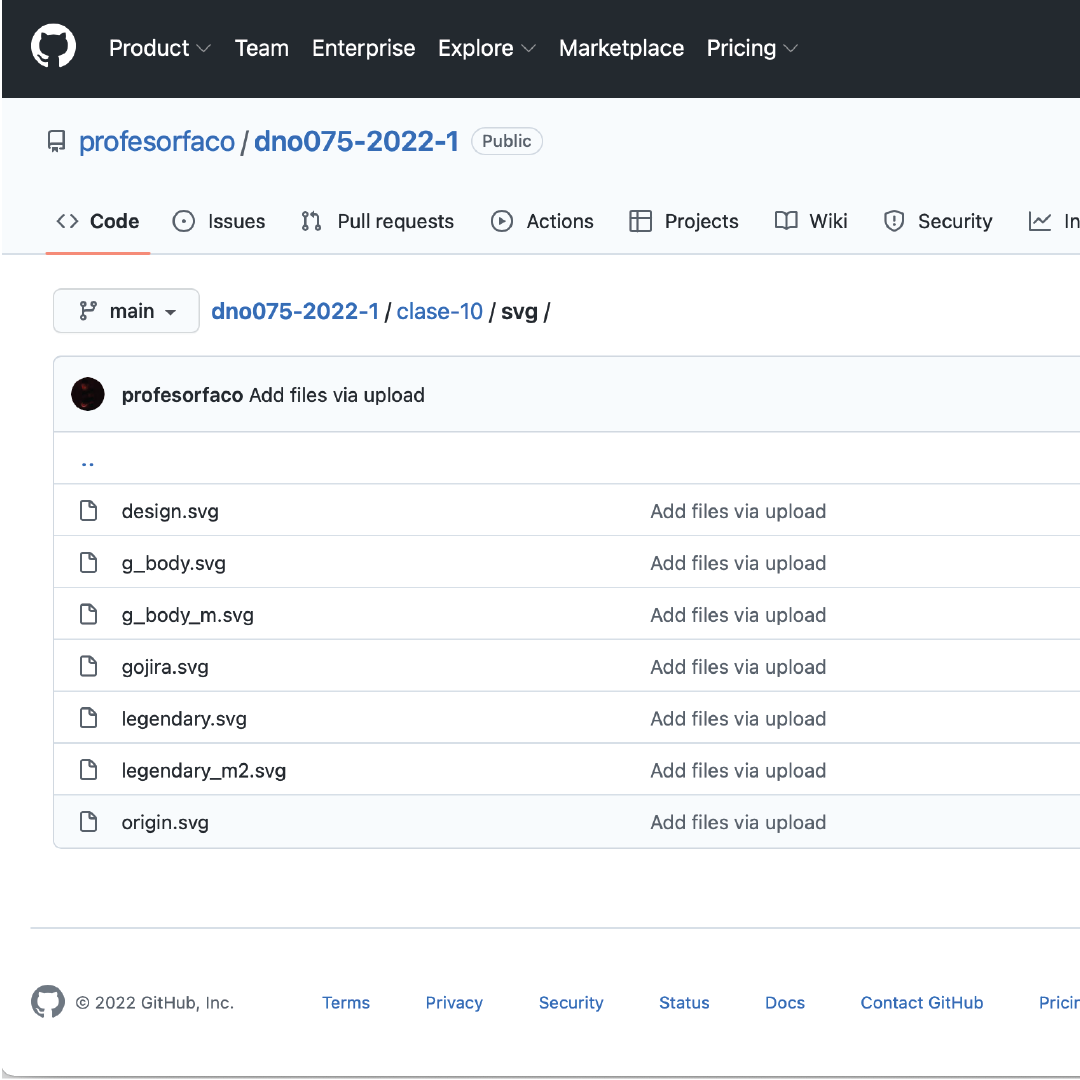 Product Team Enterprise Explore Marketplace Pricing
profesorfaco / dno075-2022-1 Public
Code Issues Pull requests Actions Projects Wiki Security In
main dno075-2022-1 / clase-10 / svg /
profesorfaco Add files via upload
..
design.svg Add files via upload
g_body.svg Add files via upload
g_body_m.svg Add files via upload
gojira.svg Add files via upload
legendary.svg Add files via upload
legendary_m2.svg Add files via upload
origin.svg Add files via upload
© 2022 GitHub, Inc. Terms Privacy Security Status Docs Contact GitHub Pricin